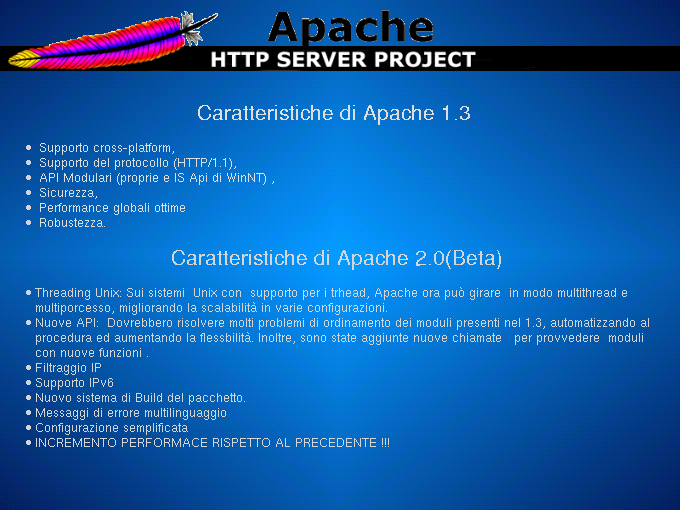 Apache
HTTP SERVER PROJECT
Caratteristiche di Apache 1.3
● Supporto cross-platform,
● Supporto del protocollo (HTTP/1.1),
● API Modulari (proprie e IS Api di WinNT) ,
● Sicurezza,
● Performance globali ottime
● Robustezza.
Caratteristiche di Apache 2.0(Beta)
● Threading Unix: Sui sistemi Unix con supporto per i trhead, Apache ora può girare in modo multithread e
multiporcesso, migliorando la scalabilità in varie configurazioni.
● Nuove API: Dovrebbero risolvere molti problemi di ordinamento dei moduli presenti nel 1.3, automatizzando al
procedura ed aumentando la flessbilità. Inoltre, sono state aggiunte nuove chiamate per provvedere moduli
con nuove funzioni .
● Filtraggio IP
● Supporto IPv6
● Nuovo sistema di Build del pacchetto.
● Messaggi di errore multilinguaggio
● Configurazione semplificata
● INCREMENTO PERFORMACE RISPETTO AL PRECEDENTE !!!